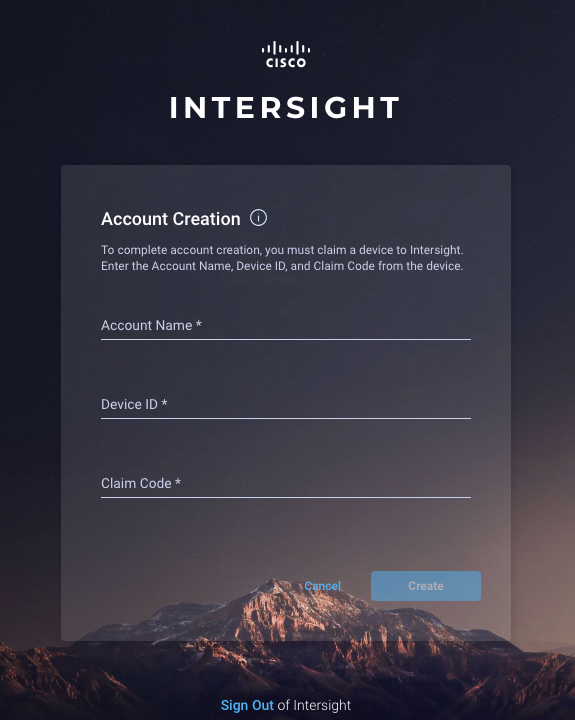 CISCO
INTERSIGHT
Account Creation
To complete account creation, you must claim a device to Intersight.
Enter the Account Name, Device ID, and Claim Code from the device.
Account Name *
Device ID *
Claim Code *
Cancel Create
Sign Out of Intersight